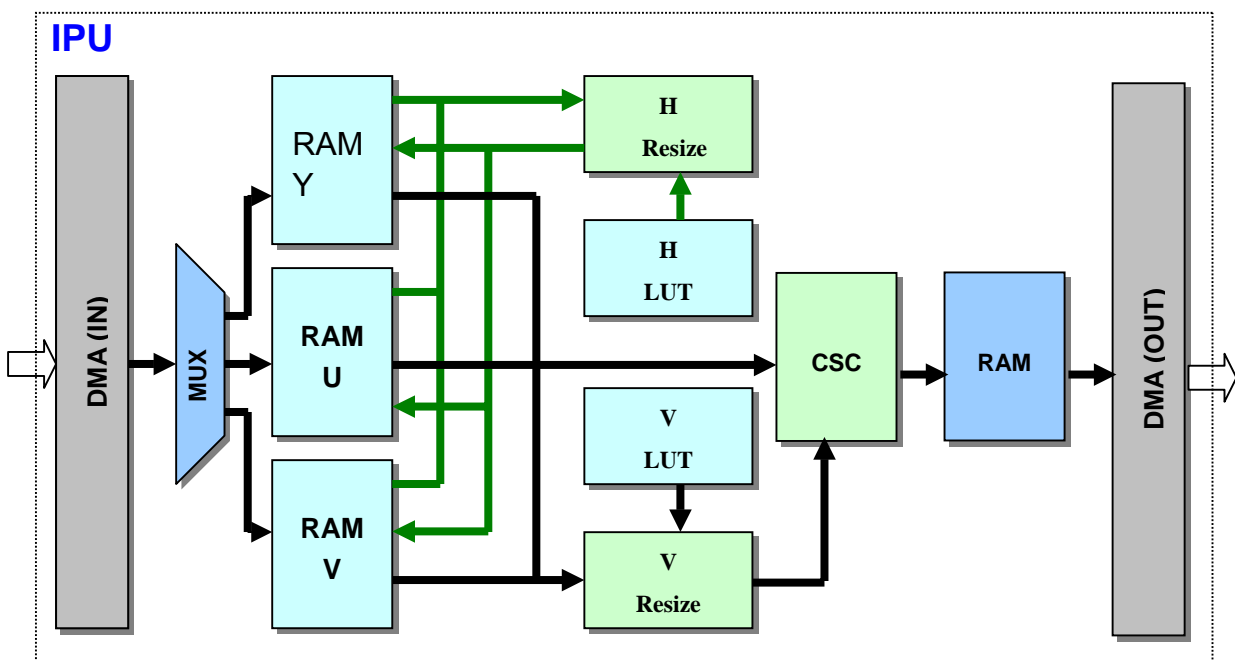 IPU
DMA (IN)
MUX
RAM
Y
RAM
U
RAM
V
H
Resize
H
LUT
V
LUT
V
Resize
CSC
RAM
DMA (OUT)